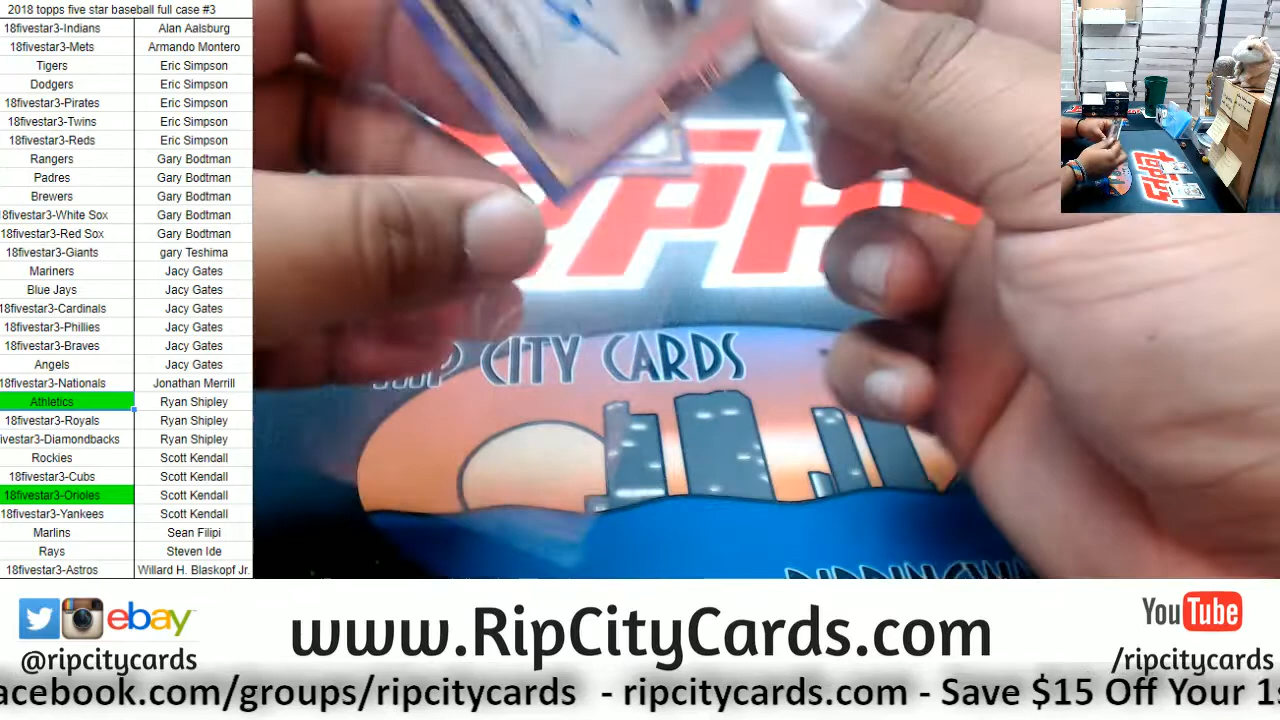 2018 topps five star baseball full case #3
18fivestar3-Indians Alan Aalsburg
18fivestar3-Mets Armando Montero
Tigers Eric Simpson
Dodgers Eric Simpson
18fivestar3-Pirates Eric Simpson
18fivestar3-Twins Eric Simpson
18fivestar3-Reds Eric Simpson
Rangers Gary Bodtman
Padres Gary Bodtman
Brewers Gary Bodtman
18fivestar3-White Sox Gary Bodtman
18fivestar3-Red Sox Gary Bodtman
18fivestar3-Giants gary Teshima
Mariners Jacy Gates
Blue Jays Jacy Gates
18fivestar3-Cardinals Jacy Gates
18fivestar3-Phillies Jacy Gates
18fivestar3-Braves Jacy Gates
Angels Jacy Gates
18fivestar3-Nationals Jonathan Merrill
Athletics Ryan Shipley
18fivestar3-Royals Ryan Shipley
ivestar3-Diamondbacks Ryan Shipley
Rockies Scott Kendall
18fivestar3-Cubs Scott Kendall
18fivestar3-Orioles Scott Kendall
18fivestar3-Yankees Scott Kendall
Marlins Sean Filipi
Rays Steven Ide
18fivestar3-Astros Willard H. Blaskopf Jr.
topps
CITY CARDS
ebay
@ripcitycards
www.RipCityCards.com
YouTube
/ripcitycards
acebook.com/groups/ripcitycards - ripcitycards.com - Save $15 Off Your 1s